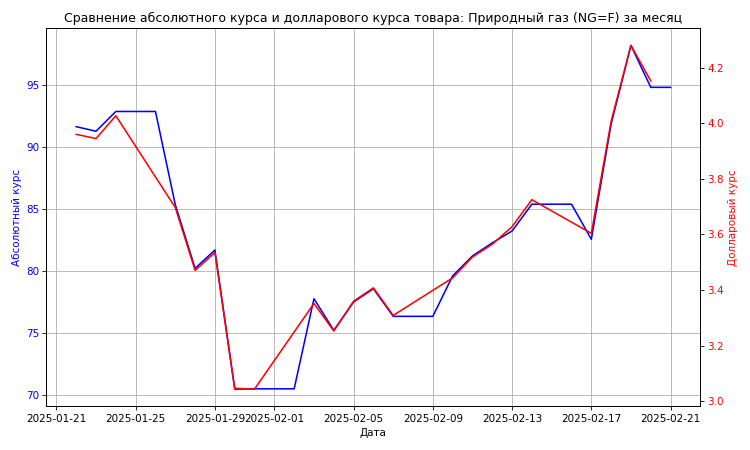 Сравнение абсолютного курса и долларового курса товара: Природный газ (NG=F) за месяц
Абсолютный курс
95
90
85
80
75
70
4.2
4.0
3.8
3.6
3.4
3.2
3.0
Долларовый курс
2025-01-21 2025-01-25 2025-01-29 2025-02-01 2025-02-05 2025-02-09 2025-02-13 2025-02-17 2025-02-21
Дата